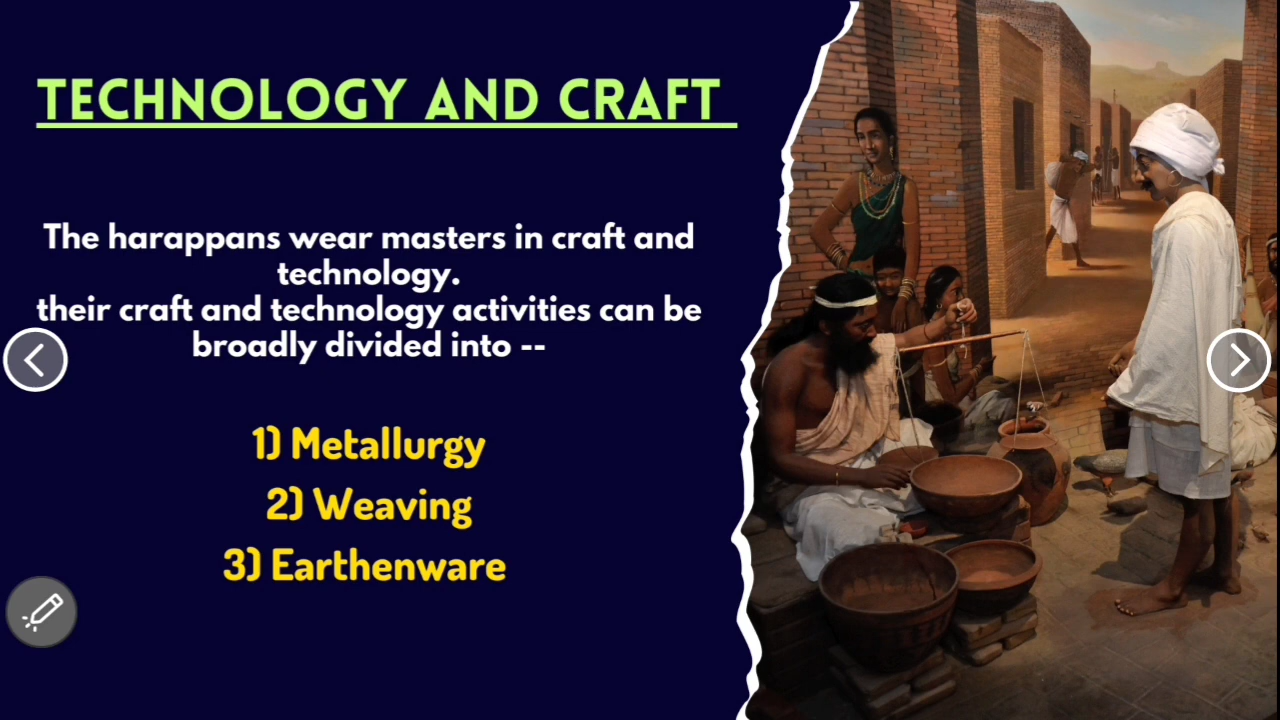 TECHNOLOGY AND CRAFT
The harappans wear masters in craft and
technology.
their craft and technology activities can be
broadly divided into --
1) Metallurgy
2) Weaving
3) Earthenware